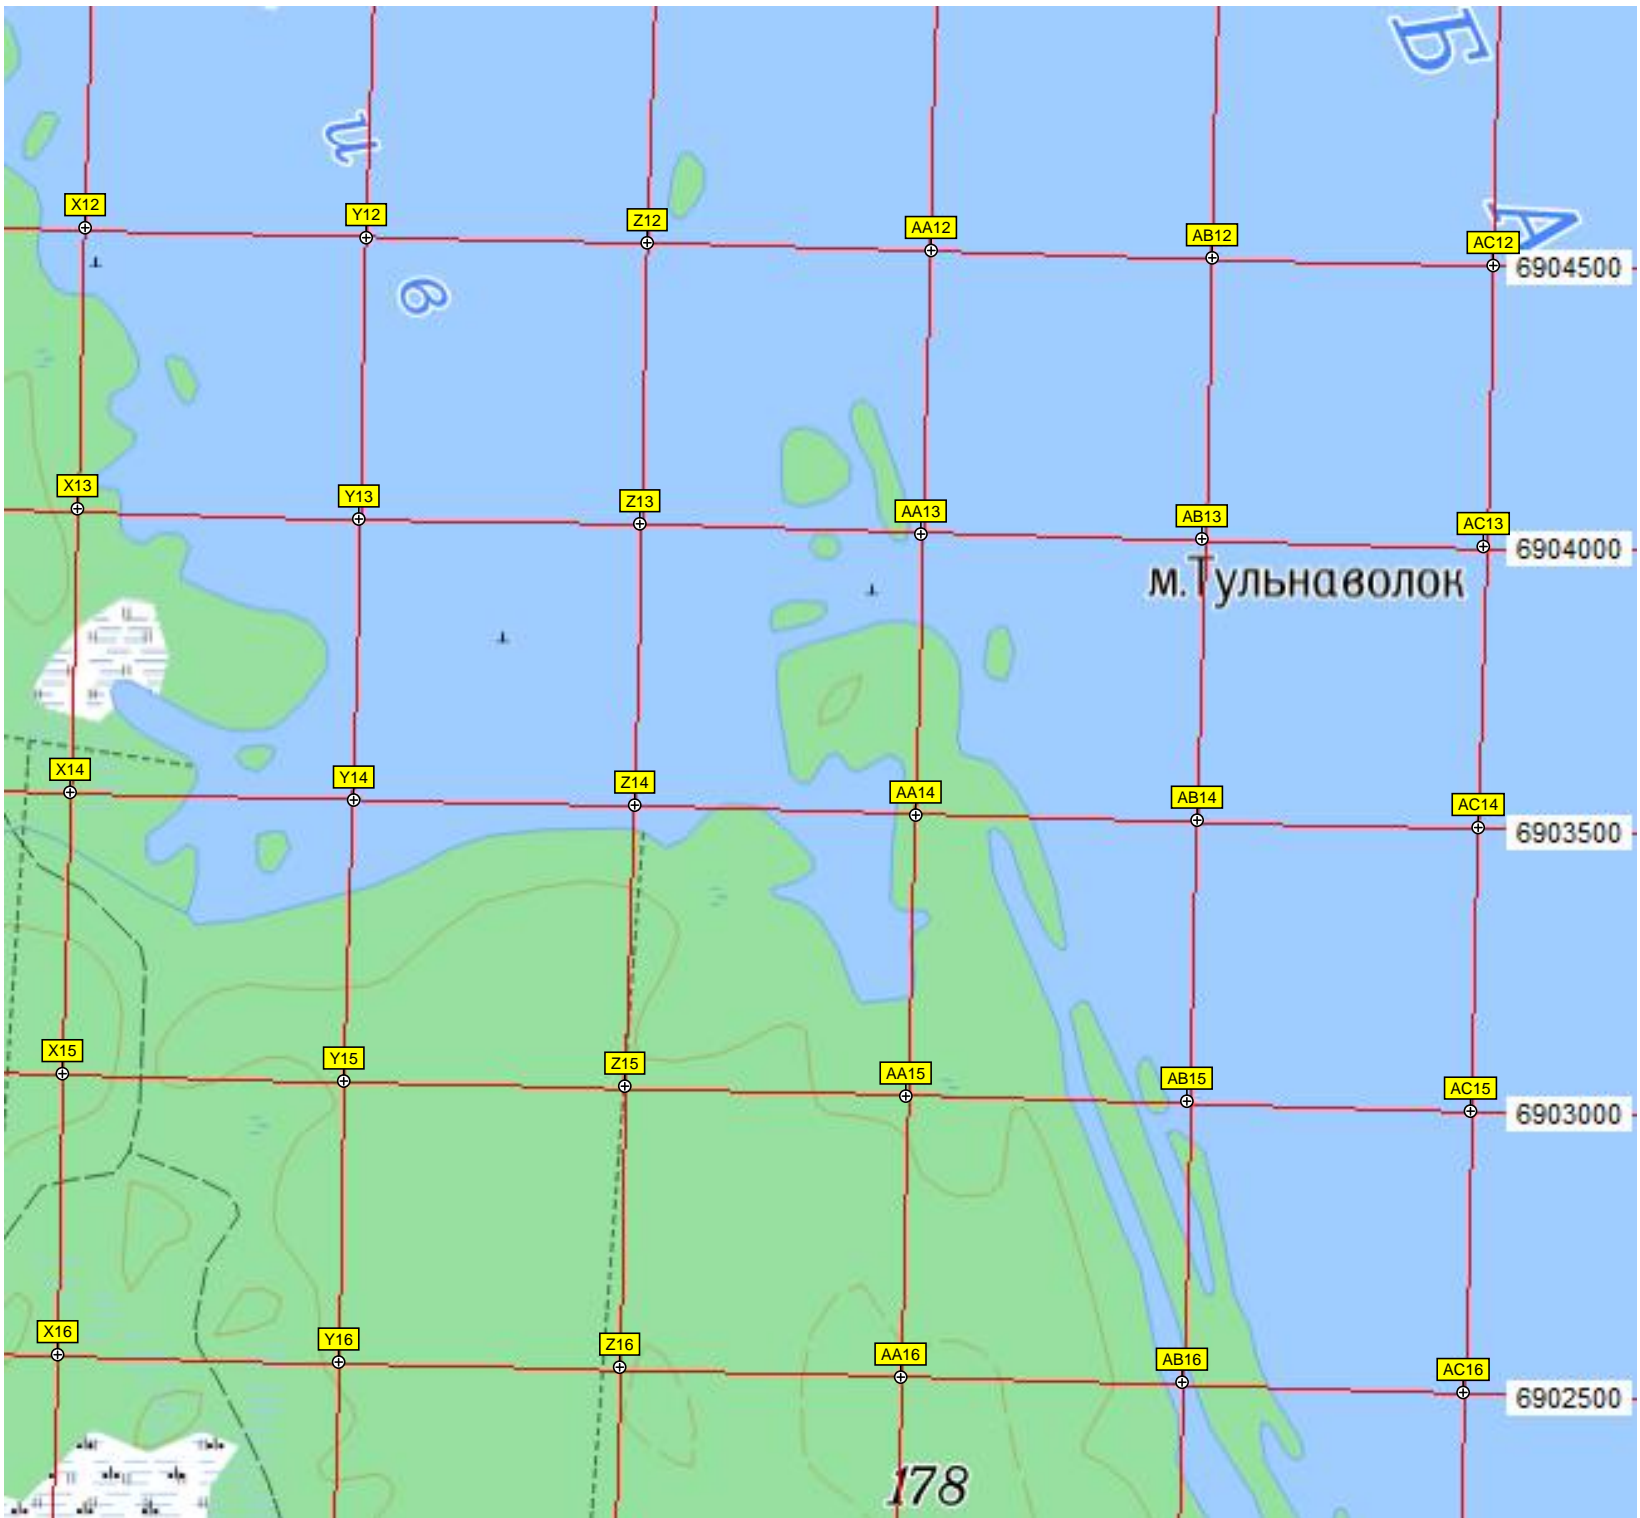 Б
и
X12 Y12 Z12 AA12 AB12 AC12 А
6904500
в
X13 Y13 Z13 AA13 AB13 AC13
6904000
м.Тульнаволок
X14 Y14 Z14 AA14 AB14 AC14
6903500
X15 Y15 Z15 AA15 AB15 AC15
6903000
X16 Y16 Z16 AA16 AB16 AC16
6902500
178